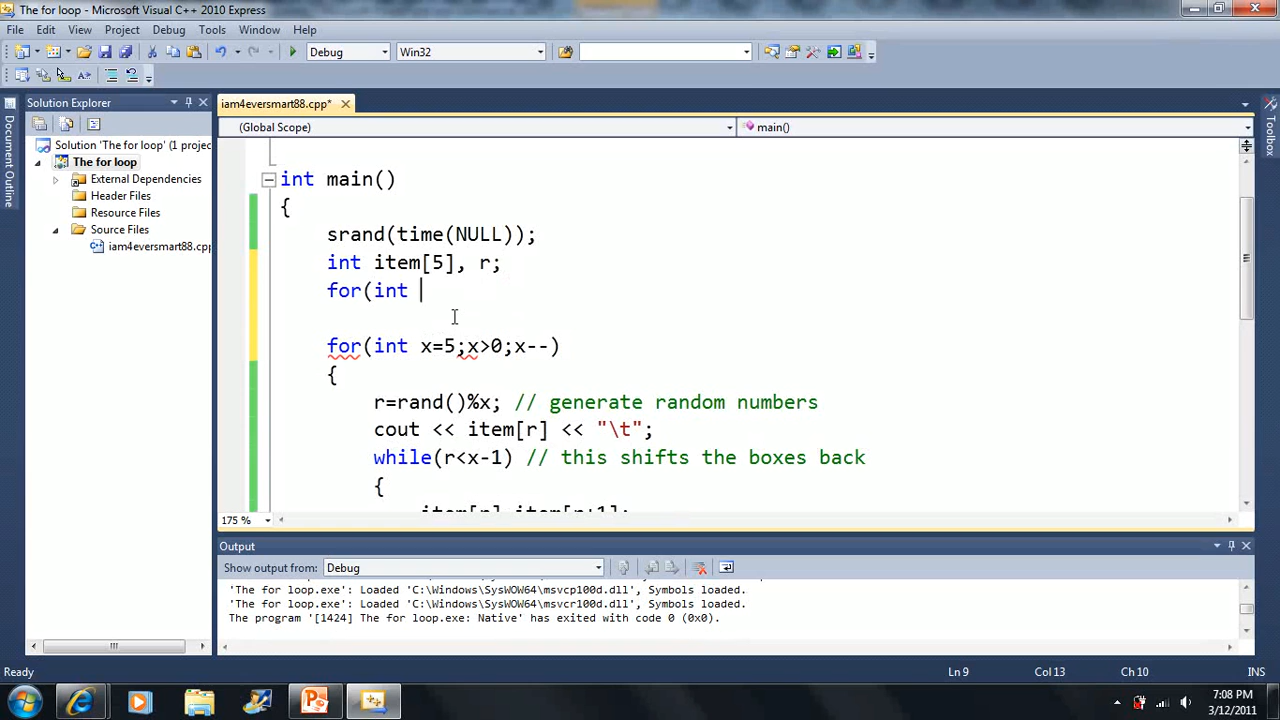 The for loop - Microsoft Visual C++ 2010 Express
File Edit View Project Debug Tools Window Help
Debug Win32
Solution Explorer
iam4eversmart88.cpp*
(Global Scope) main()
Document Outline
Toolbox
Solution 'The for loop' (1 projec
The for loop
External Dependencies
Header Files
Resource Files
Source Files
iam4eversmart88.cpp
int main()
{
srand(time(NULL));
int item[5], r;
for(int
for(int x=5;x>0;x--)
{
r=rand()%x; // generate random numbers
cout << item[r] << "\t";
while(r<x-1) // this shifts the boxes back
{
175 %
Output
Show output from: Debug
'The for loop.exe': Loaded 'C:\Windows\SysWOW64\msvcp100d.dll', Symbols loaded.
'The for loop.exe': Loaded 'C:\Windows\SysWOW64\msvcr100d.dll', Symbols loaded.
The program '[1424] The for loop.exe: Native' has exited with code 0 (0x0).
Ready Ln 9 Col 13 Ch 10 INS
7:08 PM
3/12/2011